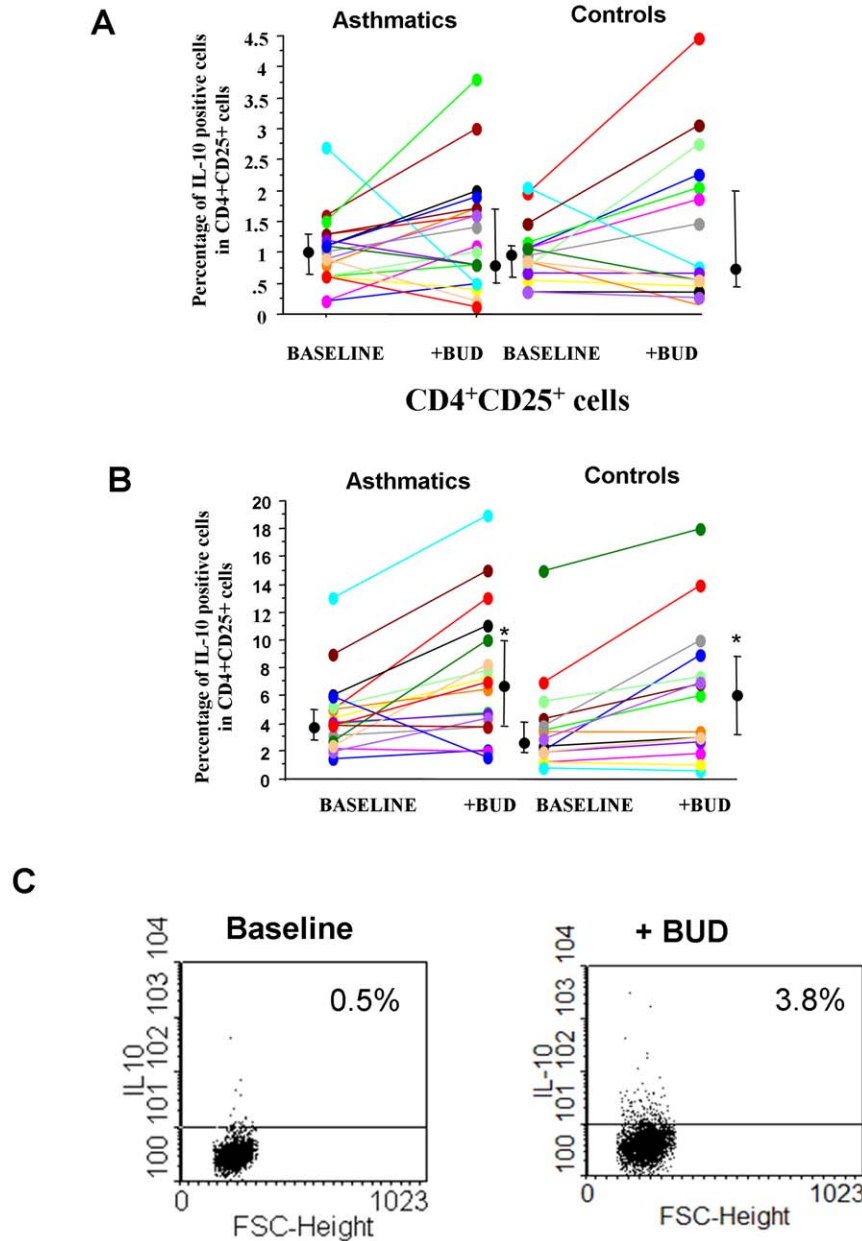 A
Asthmatics Controls
Percentage of IL-10 positive cells
in CD4+CD25+ cells
4.5
4
3.5
3
2.5
2
1.5
1
.5
0
BASELINE +BUD BASELINE +BUD
CD4+CD25+ cells
B
Asthmatics Controls
Percentage of IL-10 positive cells
in CD4+CD25+ cells
20
18
16
14
12
10
8
6
4
2
0
* *
BASELINE +BUD BASELINE +BUD
C
Baseline + BUD
0.5%
IL10
104
103
102
101
100
0 1023
FSC-Height
3.8%
IL-10
104
103
102
101
100
0 1023
FSC-Height